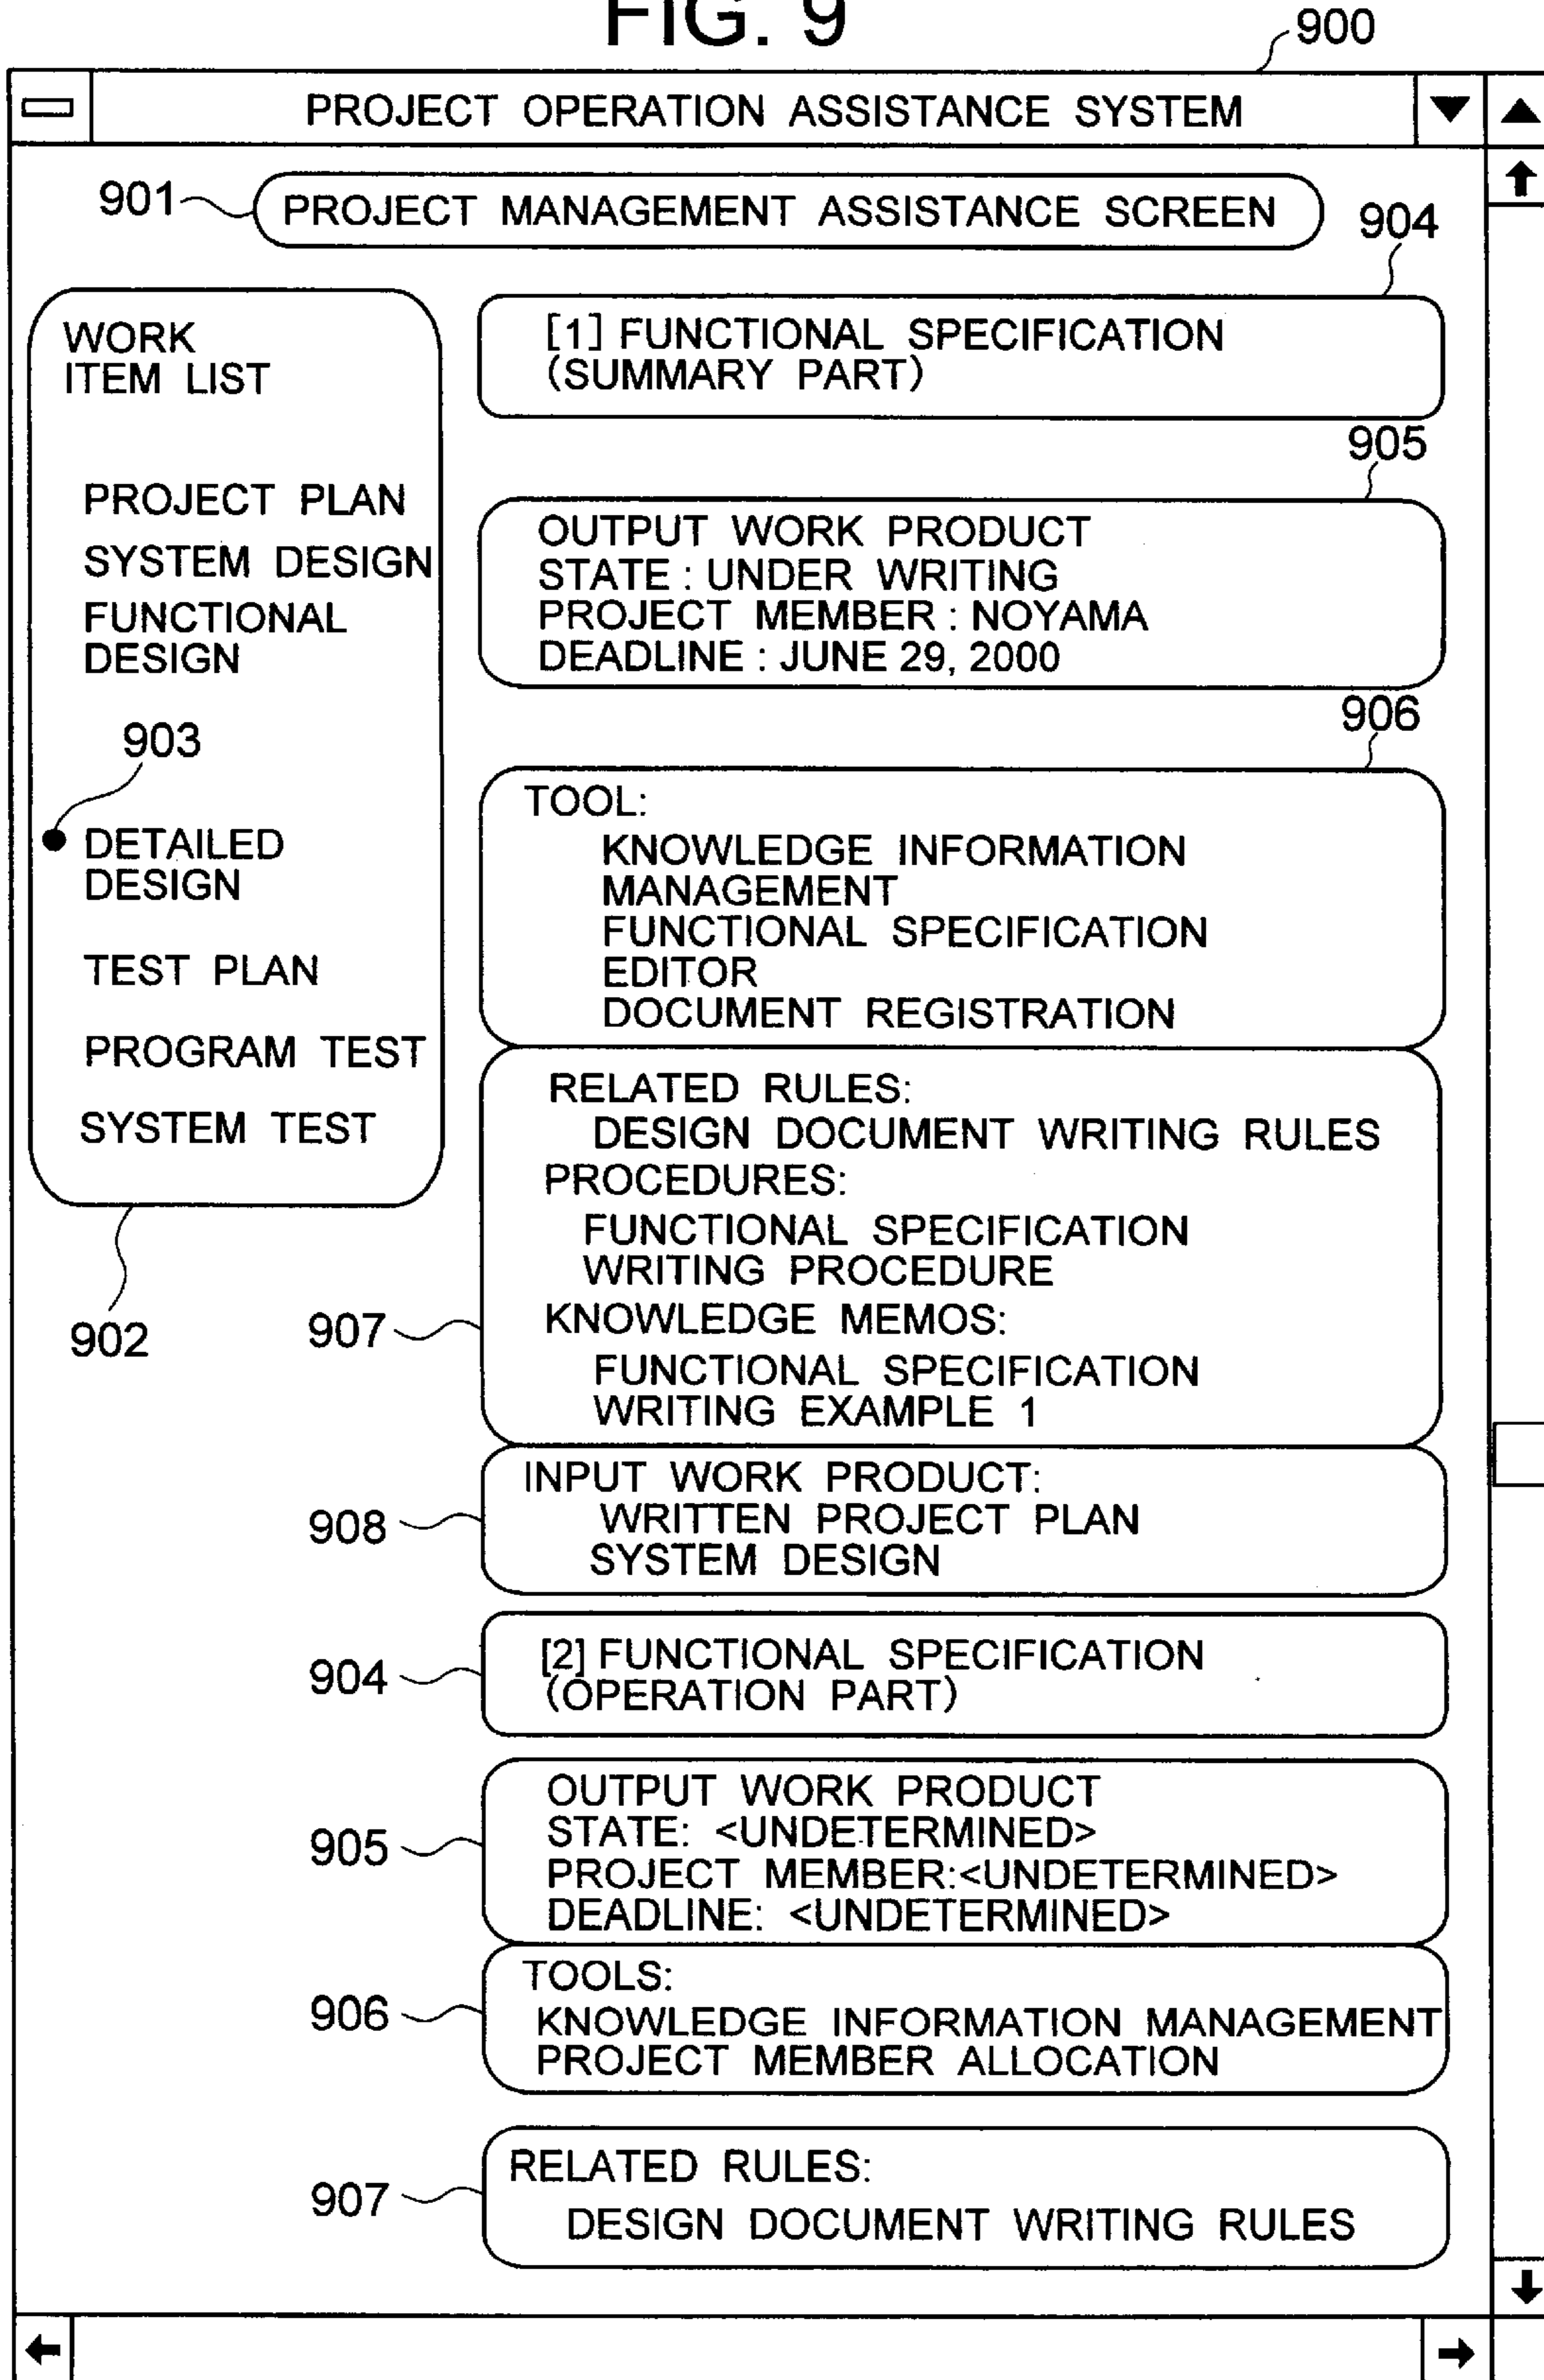 FIG. 9
900
PROJECT OPERATION ASSISTANCE SYSTEM
901
PROJECT MANAGEMENT ASSISTANCE SCREEN
904
WORK
ITEM LIST
PROJECT PLAN
SYSTEM DESIGN
FUNCTIONAL
DESIGN
903
DETAILED
DESIGN
TEST PLAN
PROGRAM TEST
SYSTEM TEST
902
[1] FUNCTIONAL SPECIFICATION
(SUMMARY PART)
905
OUTPUT WORK PRODUCT
STATE : UNDER WRITING
PROJECT MEMBER : NOYAMA
DEADLINE : JUNE 29, 2000
906
TOOL:
KNOWLEDGE INFORMATION
MANAGEMENT
FUNCTIONAL SPECIFICATION
EDITOR
DOCUMENT REGISTRATION
907
RELATED RULES:
DESIGN DOCUMENT WRITING RULES
PROCEDURES:
FUNCTIONAL SPECIFICATION
WRITING PROCEDURE
KNOWLEDGE MEMOS:
FUNCTIONAL SPECIFICATION
WRITING EXAMPLE 1
908
INPUT WORK PRODUCT:
WRITTEN PROJECT PLAN
SYSTEM DESIGN
904
[2] FUNCTIONAL SPECIFICATION
(OPERATION PART)
905
OUTPUT WORK PRODUCT
STATE: <UNDETERMINED>
PROJECT MEMBER:<UNDETERMINED>
DEADLINE: <UNDETERMINED>
906
TOOLS:
KNOWLEDGE INFORMATION MANAGEMENT
PROJECT MEMBER ALLOCATION
907
RELATED RULES:
DESIGN DOCUMENT WRITING RULES